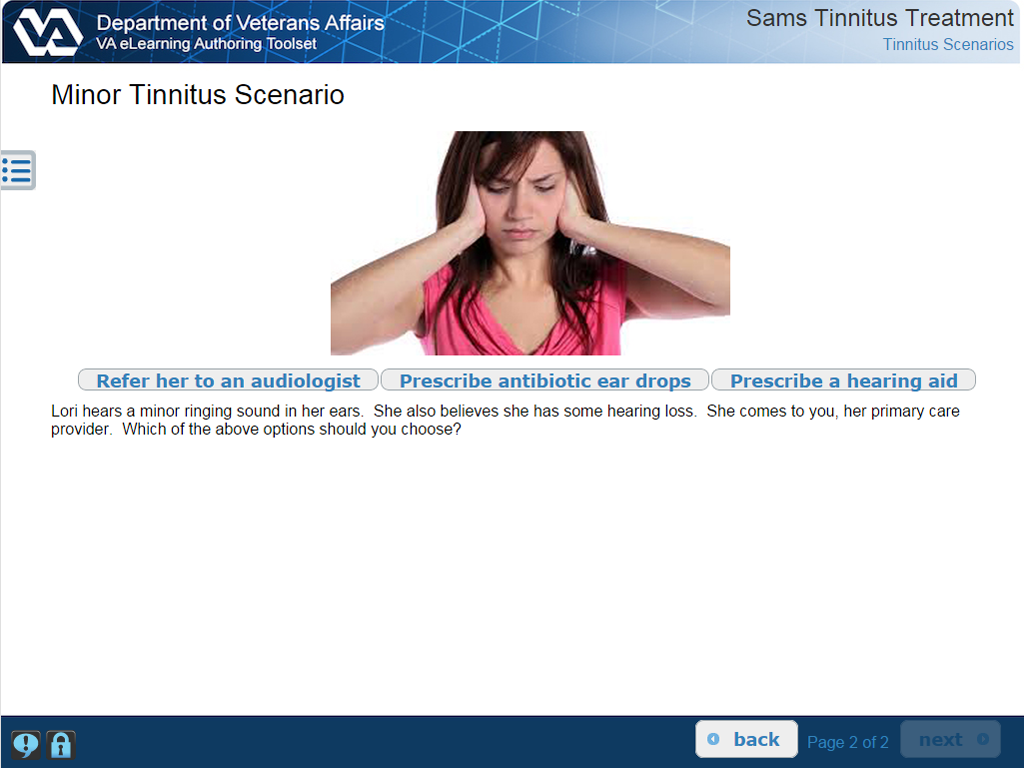 Department of Veterans Affairs
VA eLearning Authoring Toolset
Sams Tinnitus Treatment
Tinnitus Scenarios
Minor Tinnitus Scenario
Refer her to an audiologist Prescribe antibiotic ear drops Prescribe a hearing aid
Lori hears a minor ringing sound in her ears.  She also believes she has some hearing loss.  She comes to you, her primary care
provider.  Which of the above options should you choose?
back Page 2 of 2 next